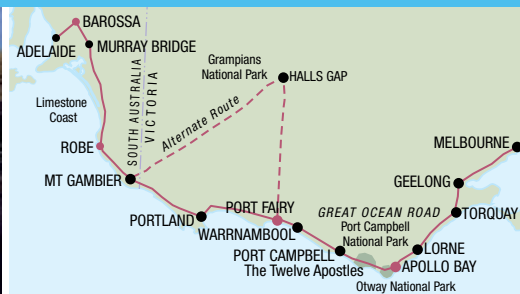 BAROSSA
ADELAIDE
MURRAY BRIDGE
Grampians
National Park
HALLS GAP
SOUTH AUSTRALIA
VICTORIA
Alternate Route
Limestone
Coast
ROBE
MELBOURNE
MT GAMBIER
GEELONG
PORT FAIRY
GREAT OCEAN ROAD
TORQUAY
PORTLAND
WARRNAMBOOL
Port Campbell
National Park
LORNE
PORT CAMPBELL
The Twelve Apostles
APOLLO BAY
Otway National Park